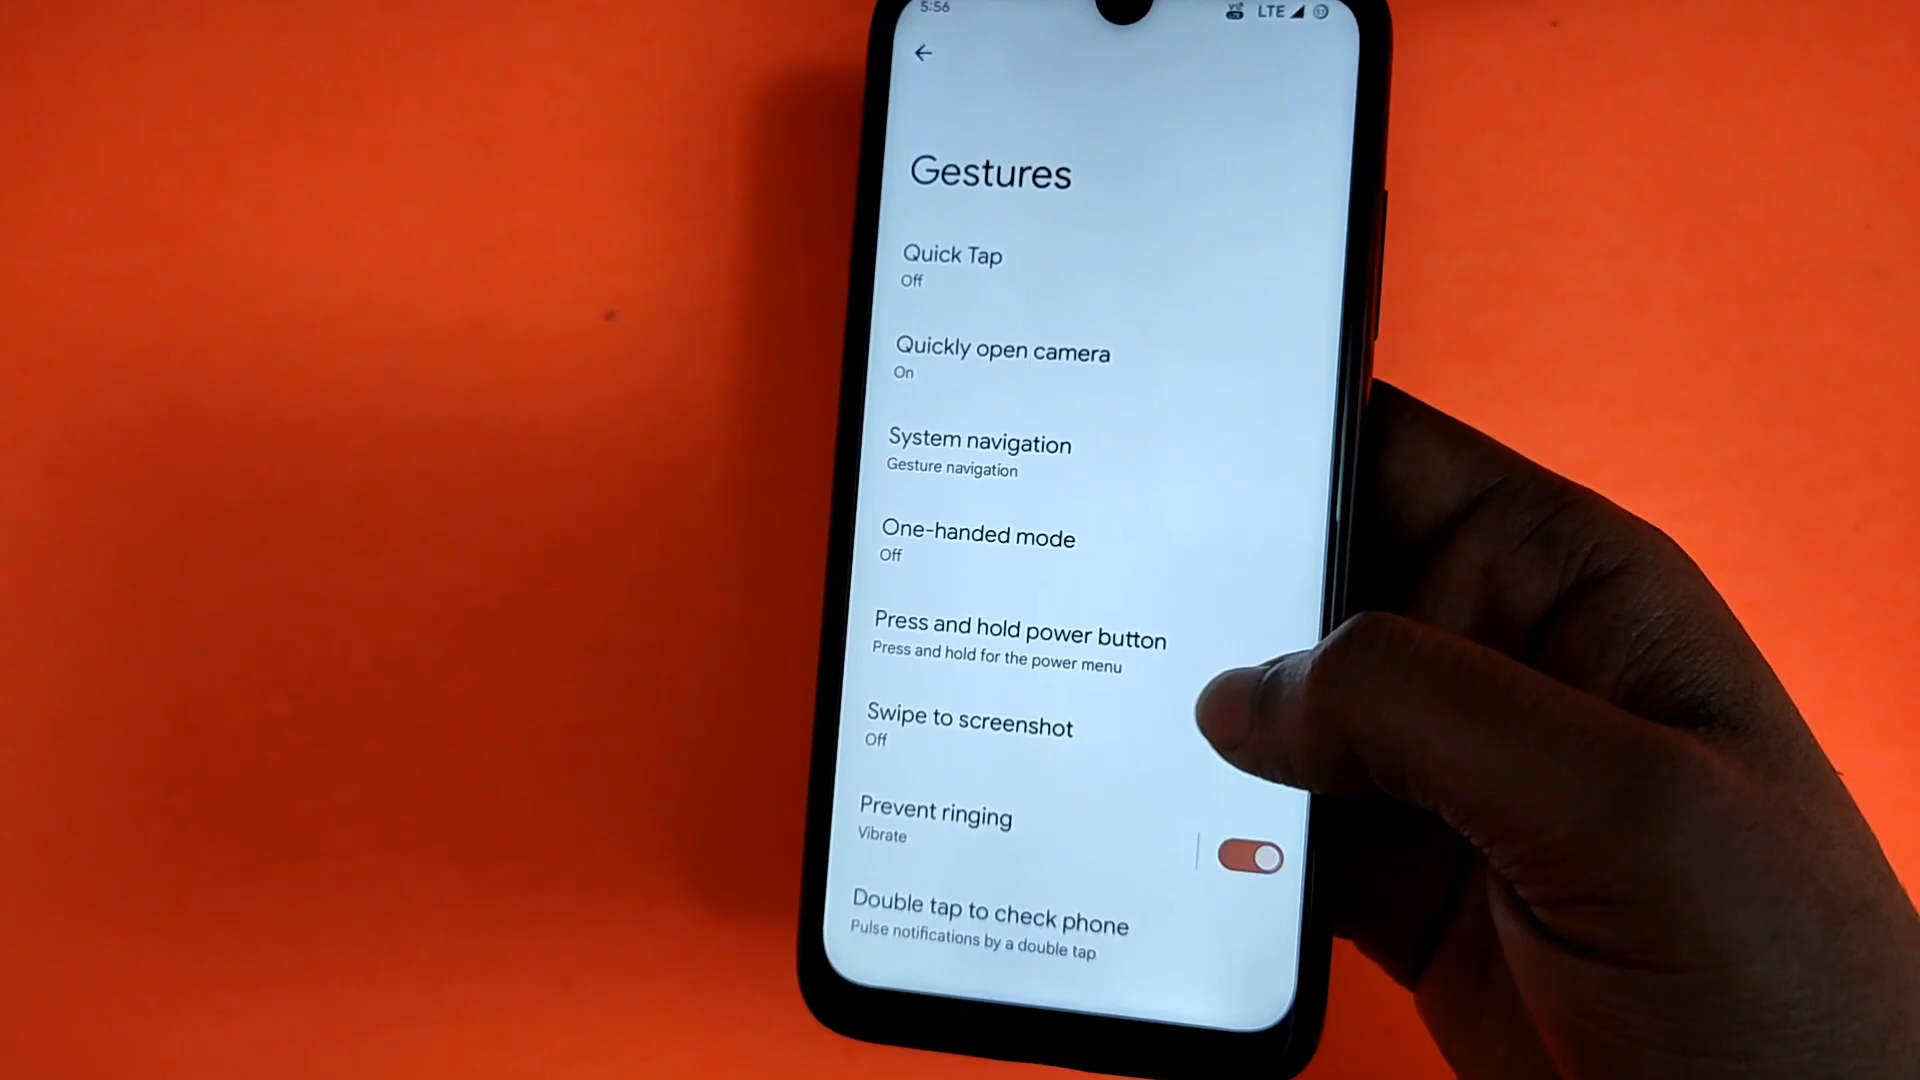 5:56
LTE
Gestures
Quick Tap
Off
Quickly open camera
On
System navigation
Gesture navigation
One-handed mode
Off
Press and hold power button
Press and hold for the power menu
Swipe to screenshot
Off
Prevent ringing
Vibrate
Double tap to check phone
Pulse notifications by a double tap